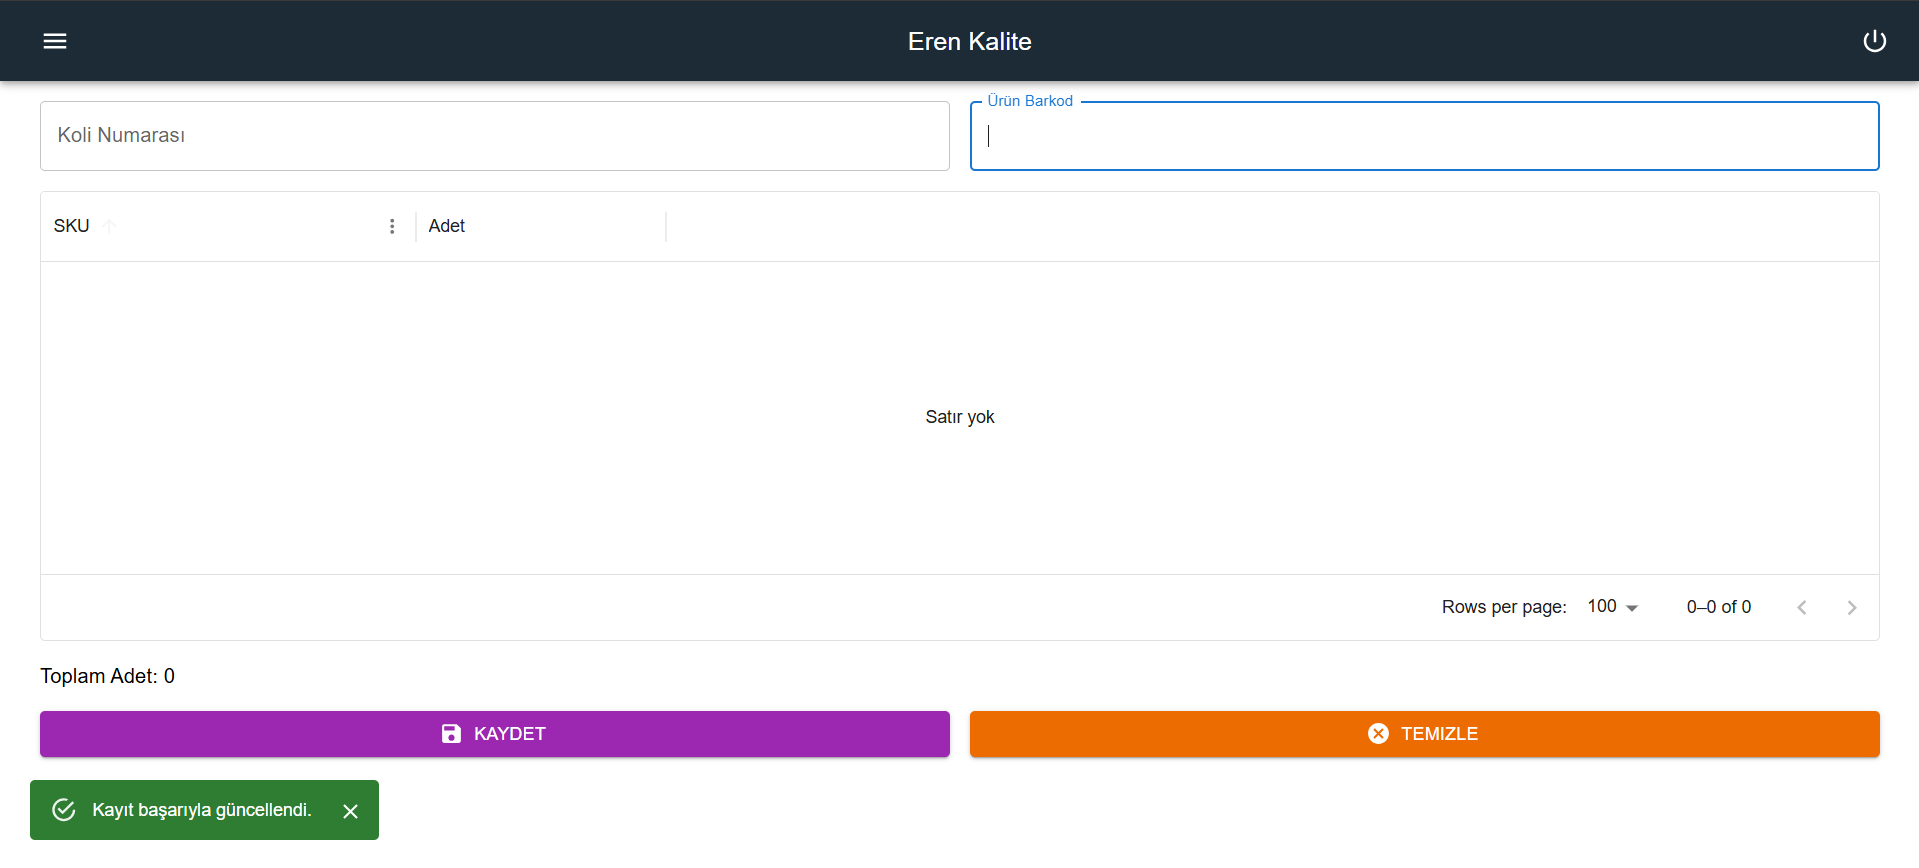 Eren Kalite
Koli Numarası
Ürün Barkod
SKU
Adet
Satır yok
Rows per page: 100 0–0 of 0
Toplam Adet: 0
KAYDET
TEMIZLE
Kayıt başarıyla güncellendi.